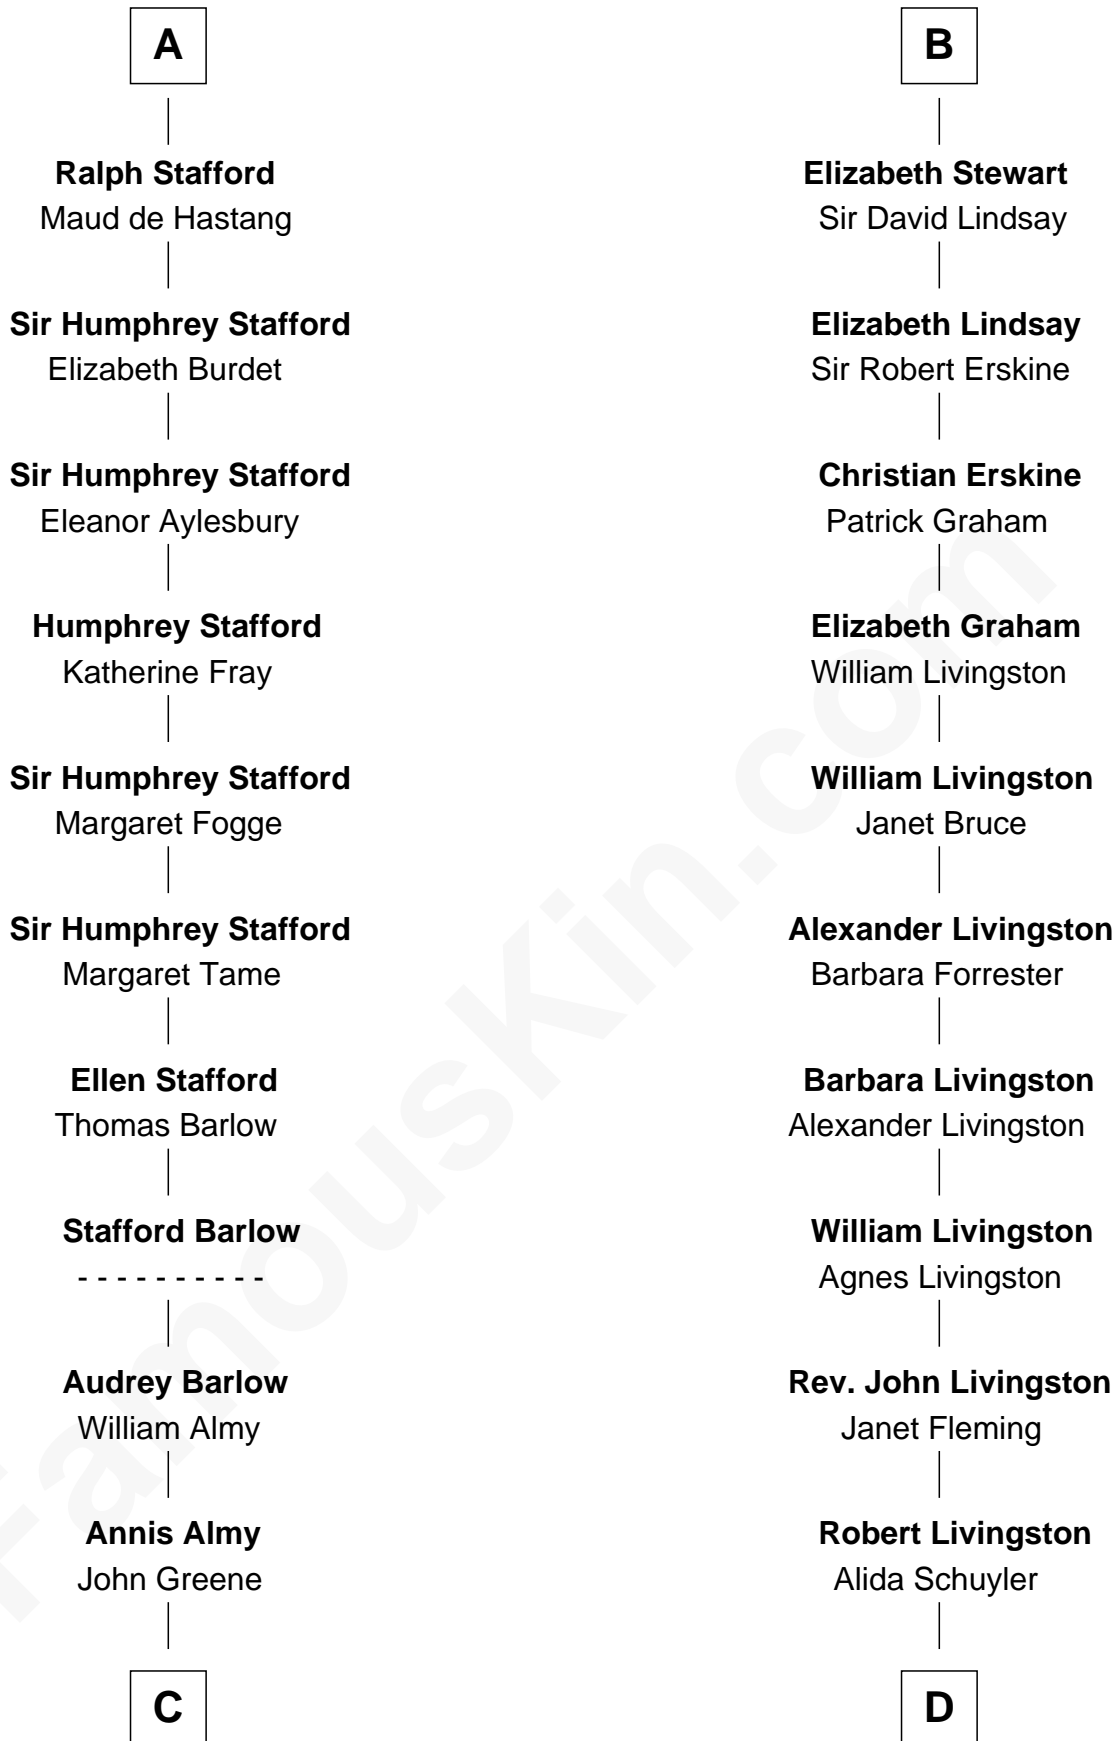 A
Ralph Stafford
Maud de Hastang
Sir Humphrey Stafford
Elizabeth Burdet
Sir Humphrey Stafford
Eleanor Aylesbury
Humphrey Stafford
Katherine Fray
Sir Humphrey Stafford
Margaret Fogge
Sir Humphrey Stafford
Margaret Tame
Ellen Stafford
Thomas Barlow
Stafford Barlow
- - - - - - - - - -
Audrey Barlow
William Almy
Annis Almy
John Greene
C
B
Elizabeth Stewart
Sir David Lindsay
Elizabeth Lindsay
Sir Robert Erskine
Christian Erskine
Patrick Graham
Elizabeth Graham
William Livingston
William Livingston
Janet Bruce
Alexander Livingston
Barbara Forrester
Barbara Livingston
Alexander Livingston
William Livingston
Agnes Livingston
Rev. John Livingston
Janet Fleming
Robert Livingston
Alida Schuyler
D
FamousKin.com